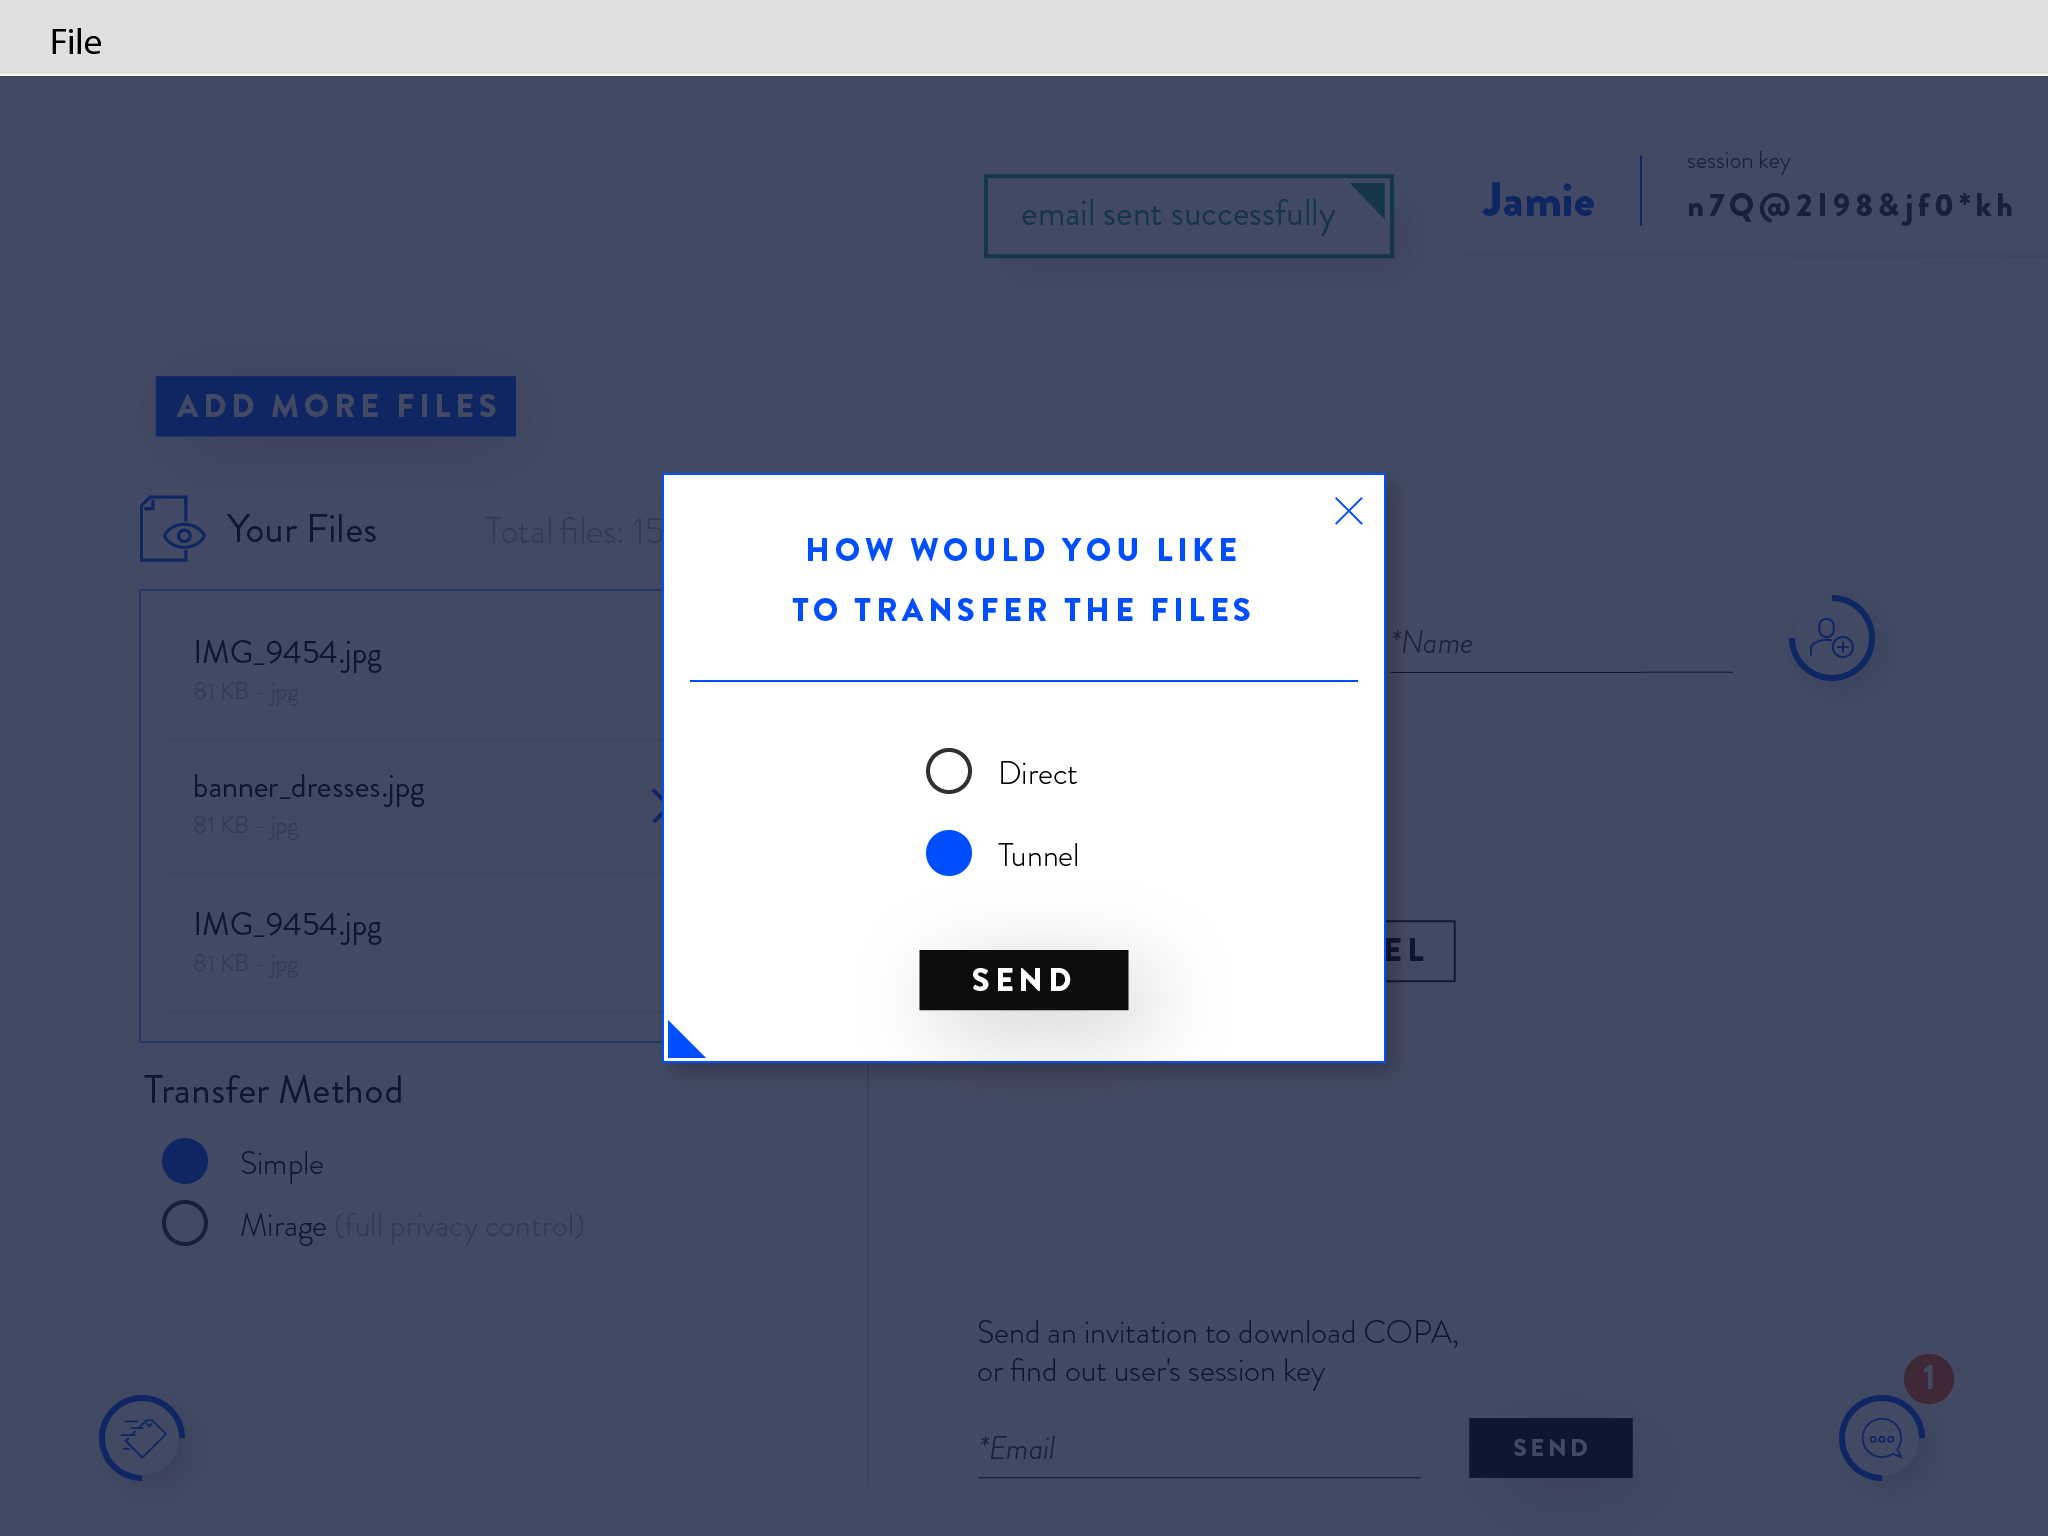 File
email sent successfully
Jamie
session key
n7Q@2198&jf0*kh
ADD MORE FILES
Your Files
Total files: 15
IMG_9454.jpg
81 KB - jpg
banner_dresses.jpg
81 KB - jpg
IMG_9454.jpg
81 KB - jpg
HOW WOULD YOU LIKE
TO TRANSFER THE FILES
Direct
Tunnel
SEND
*Name
EL
Transfer Method
Simple
Mirage (full privacy control)
Send an invitation to download COPA,
or find out user's session key
*Email
SEND
1